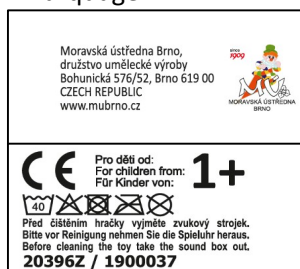 Moravská ústředna Brno,
družstvo umělecké výroby
Bohunická 576/52, Brno 619 00
CZECH REPUBLIC
www.mubrno.cz
since
1909
MORAVSKÁ ÚSTŘEDNA
BRNO
CE
Pro děti od:
For children from:
Für Kinder von:
1+
40
Před čištěním hračky vyjměte zvukový strojek.
Bitte vor Reinigung nehmen Sie die Spieluhr heraus.
Before cleaning the toy take the sound box out.
20396Z / 1900037